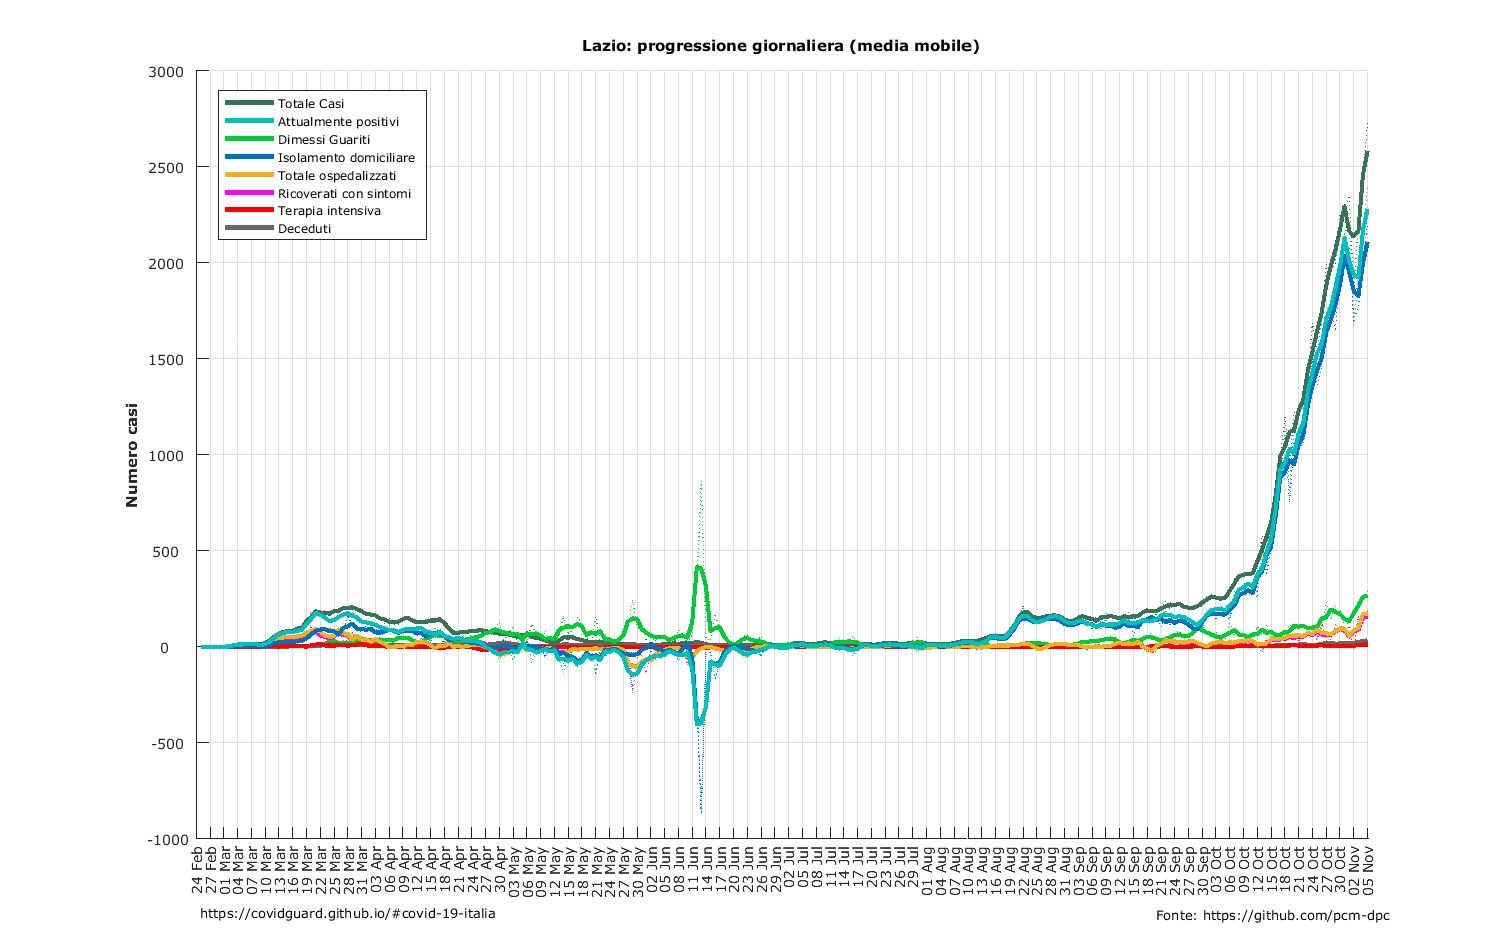 Lazio: progressione giornaliera (media mobile)
3000
2500
2000
1500
1000
500
0
-500
-1000
Numero casi
Totale Casi
Attualmente positivi
Dimessi Guariti
Isolamento domiciliare
Totale ospedalizzati
Ricoverati con sintomi
Terapia intensiva
Deceduti
24 Feb
27 Feb
01 Mar
04 Mar
07 Mar
10 Mar
13 Mar
16 Mar
19 Mar
22 Mar
25 Mar
28 Mar
31 Mar
03 Apr
06 Apr
09 Apr
12 Apr
15 Apr
18 Apr
21 Apr
24 Apr
27 Apr
30 Apr
03 May
06 May
09 May
12 May
15 May
18 May
21 May
24 May
27 May
30 May
02 Jun
05 Jun
08 Jun
11 Jun
14 Jun
17 Jun
20 Jun
23 Jun
26 Jun
29 Jun
02 Jul
05 Jul
08 Jul
11 Jul
14 Jul
17 Jul
20 Jul
23 Jul
26 Jul
29 Jul
01 Aug
04 Aug
07 Aug
10 Aug
13 Aug
16 Aug
19 Aug
22 Aug
25 Aug
28 Aug
31 Aug
03 Sep
06 Sep
09 Sep
12 Sep
15 Sep
18 Sep
21 Sep
24 Sep
27 Sep
30 Sep
03 Oct
06 Oct
09 Oct
12 Oct
15 Oct
18 Oct
21 Oct
24 Oct
27 Oct
30 Oct
02 Nov
05 Nov
https://covidguard.github.io/#covid-19-italia
Fonte: https://github.com/pcm-dpc